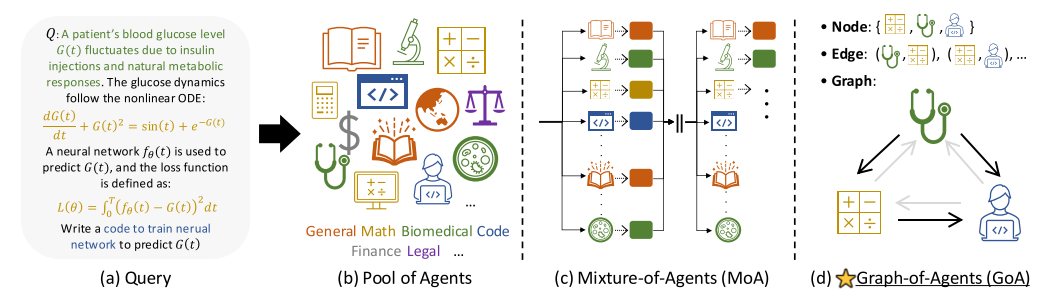 Q: A patient's blood glucose level
G(t) fluctuates due to insulin
injections and natural metabolic
responses. The glucose dynamics
follow the nonlinear ODE:
dG(t)/dt + G(t)² = sin(t) + e^{-G(t)}
A neural network f_θ(t) is used to
predict G(t), and the loss function
is defined as:
L(θ) = ∫₀ᵀ(f_θ(t) − G(t))² dt
Write a code to train nerual
network to predict G(t)
(a) Query
General Math Biomedical Code
Finance Legal ...
(b) Pool of Agents
(c) Mixture-of-Agents (MoA)
• Node: { , , }
• Edge: ( , ), ( , ), ...
• Graph:
(d) Graph-of-Agents (GoA)